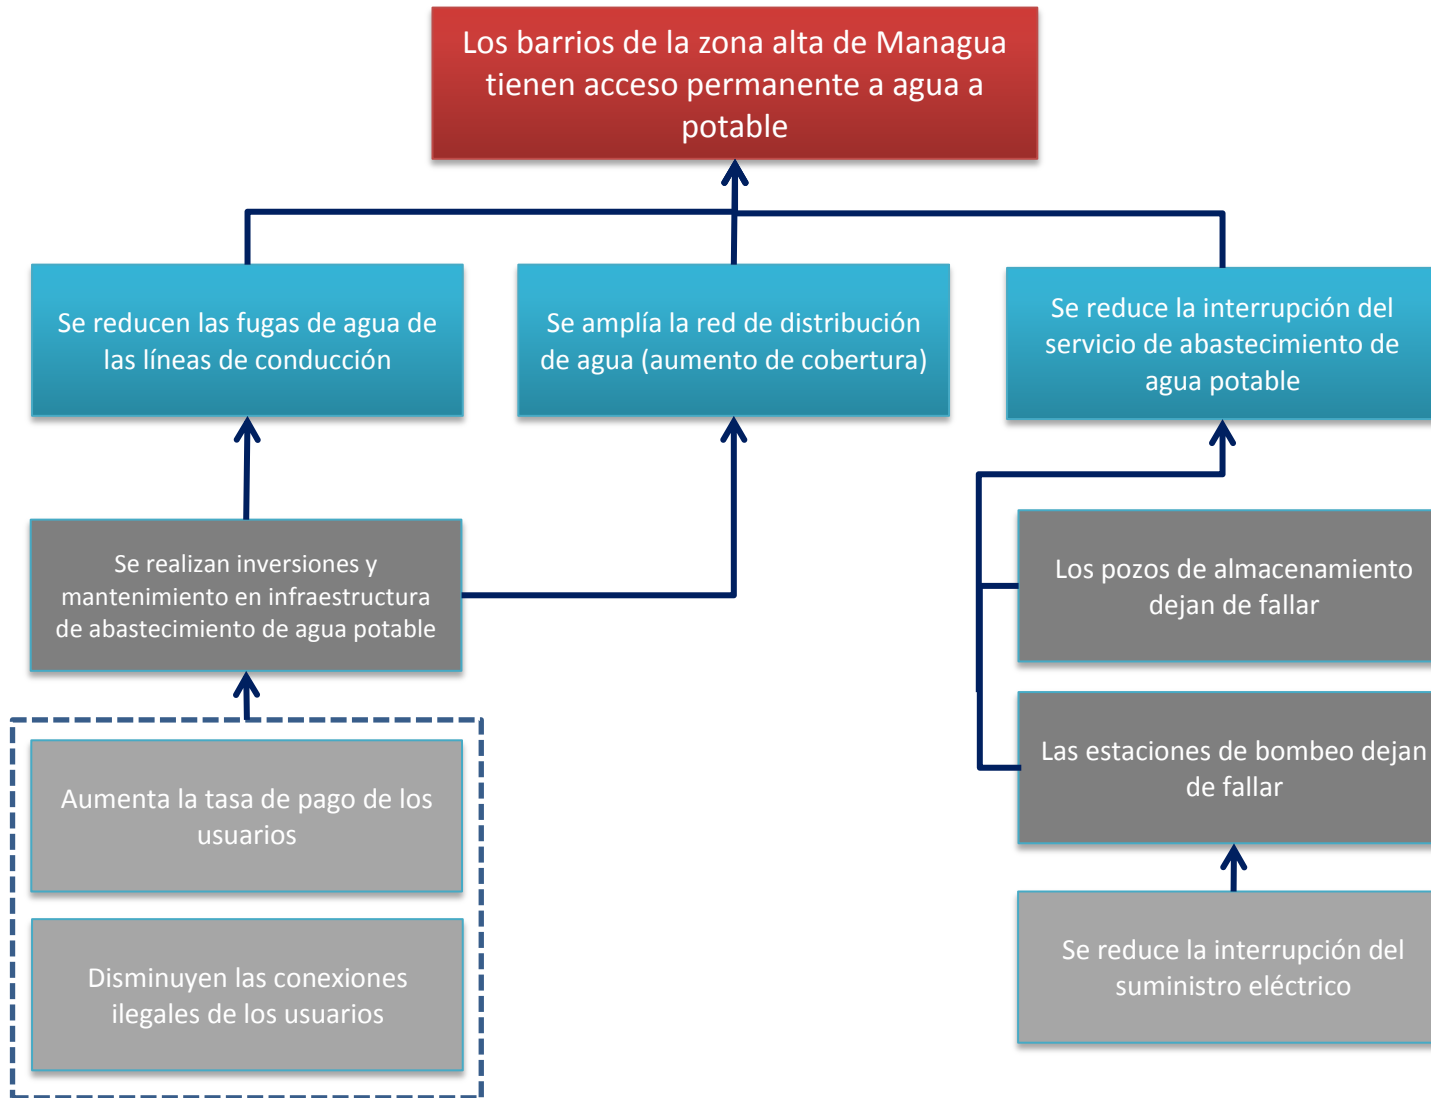 Los barrios de la zona alta de Managua
tienen acceso permanente a agua a
potable
Se reducen las fugas de agua de
las líneas de conducción
Se amplía la red de distribución
de agua (aumento de cobertura)
Se reduce la interrupción del
servicio de abastecimiento de
agua potable
Se realizan inversiones y
mantenimiento en infraestructura
de abastecimiento de agua potable
Los pozos de almacenamiento
dejan de fallar
Las estaciones de bombeo dejan
de fallar
Aumenta la tasa de pago de los
usuarios
Disminuyen las conexiones
ilegales de los usuarios
Se reduce la interrupción del
suministro eléctrico